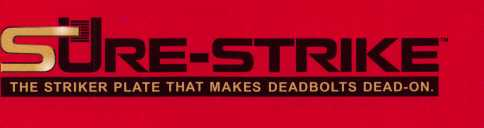 SURE-STRIKE™
THE STRIKER PLATE THAT MAKES DEADBOLTS DEAD-ON.